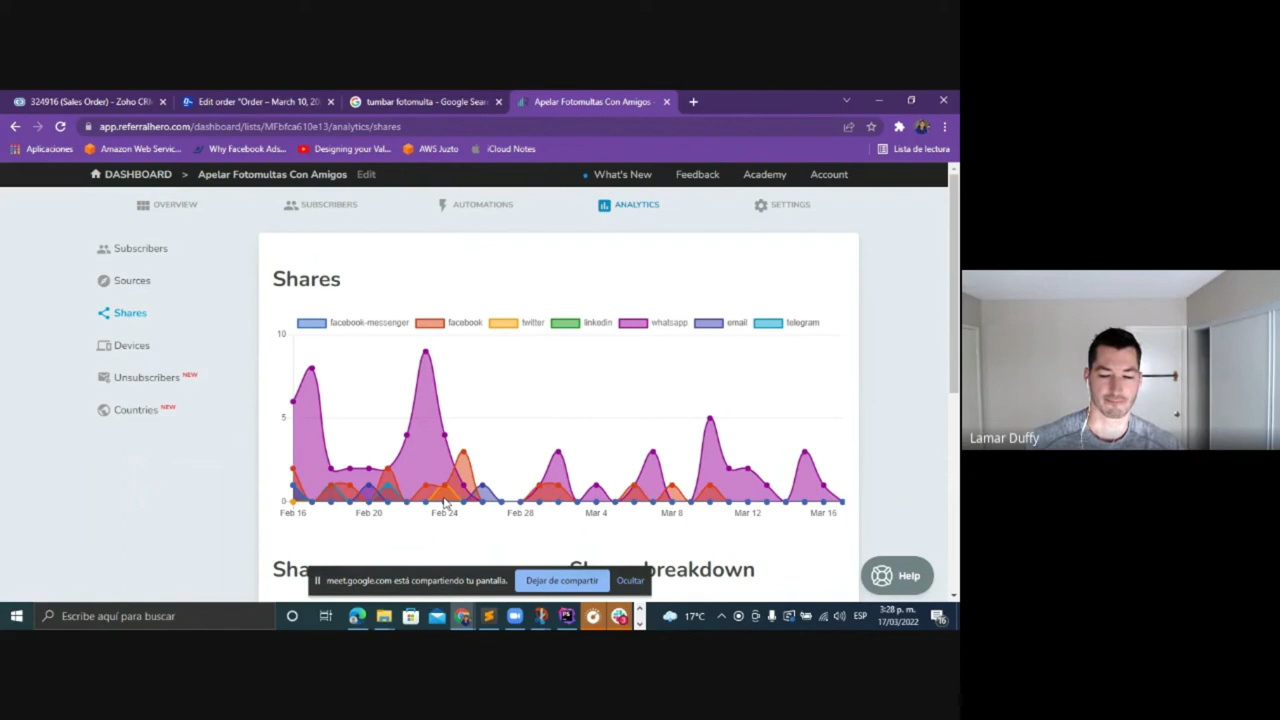 324916 (Sales Order) - Zoho CRM
Edit order "Order – March 10, 20
tumbar fotomulta - Google Sear
Apelar Fotomultas Con Amigos -
app.referralhero.com/dashboard/lists/MFbfca610e13/analytics/shares
Aplicaciones
Amazon Web Servic...
Why Facebook Ads...
Designing your Val...
AWS Juzto
iCloud Notes
Lista de lectura
DASHBOARD > Apelar Fotomultas Con Amigos Edit
What's New
Feedback
Academy
Account
OVERVIEW
SUBSCRIBERS
AUTOMATIONS
ANALYTICS
SETTINGS
Subscribers
Sources
Shares
Devices
Unsubscribers NEW
Countries NEW
Shares
facebook-messenger facebook twitter linkedin whatsapp email telegram
10
5
0
Feb 16 Feb 20 Feb 24 Feb 28 Mar 4 Mar 8 Mar 12 Mar 16
Sha
breakdown
meet.google.com está compartiendo tu pantalla.
Dejar de compartir
Ocultar
Help
Escribe aquí para buscar
17°C
ESP
3:28 p. m.
17/03/2022
16
Lamar Duffy